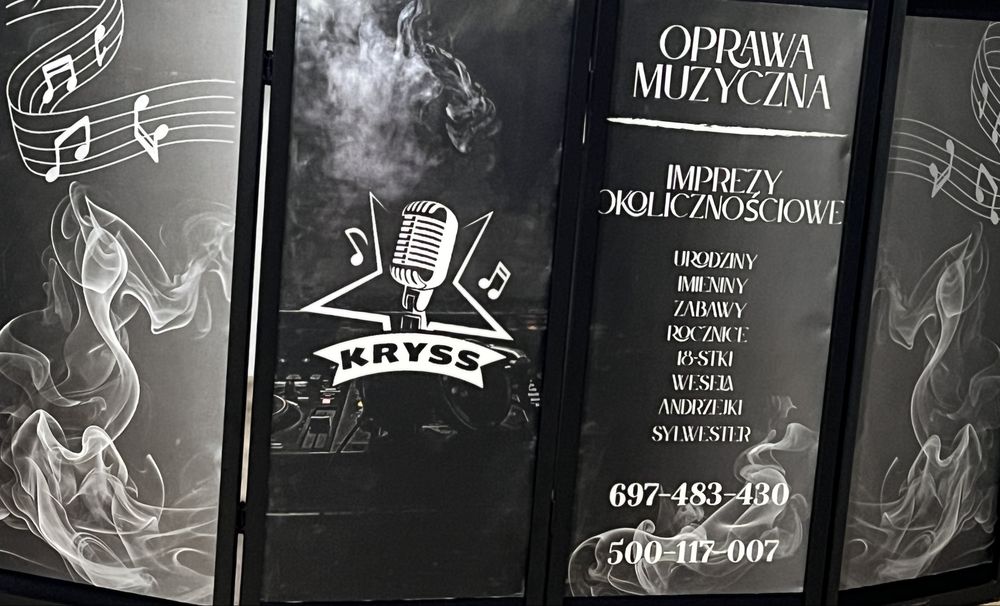 KRYSS
OPRAWA
MUZYCZNA
IMPREZY
OKOLICZNOŚCIOWE
URODZINY
IMIENINY
ZABAWY
ROCZNICE
18-STKI
WESELA
ANDRZEJKI
SYLWESTER
697-483-430
500-117-007